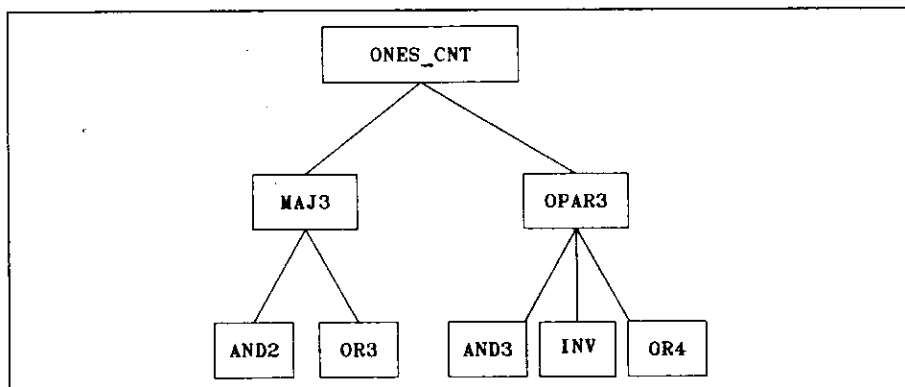 ONES_CNT
MAJ3 OPAR3
AND2 OR3 AND3 INV OR4